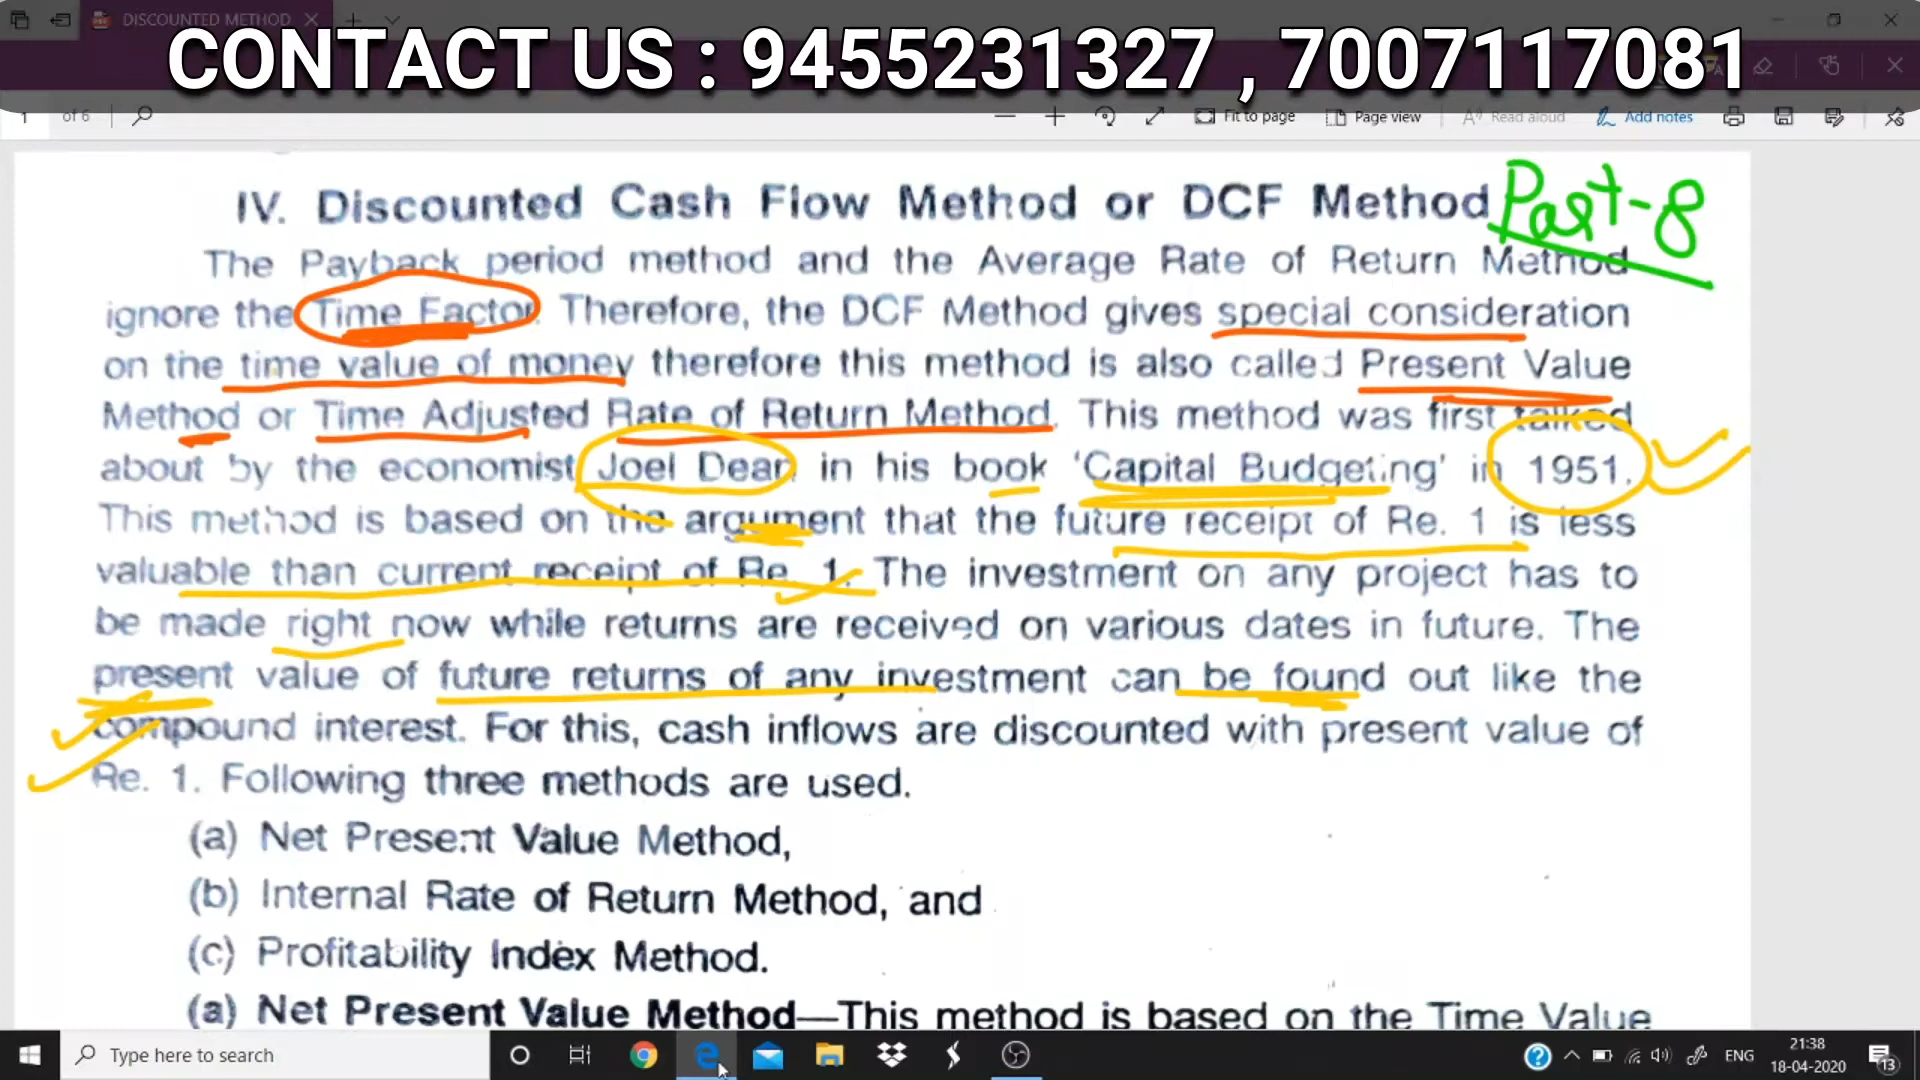 DISCOUNTED METHOD
CONTACT US : 9455231327 , 7007117081
1 of 6 Fit to page Page view Read aloud Add notes
IV. Discounted Cash Flow Method or DCF Method Part-8
The Payback period method and the Average Rate of Return Method
ignore the Time Factor. Therefore, the DCF Method gives special consideration
on the time value of money therefore this method is also called Present Value
Method or Time Adjusted Rate of Return Method. This method was first talked
about by the economist Joel Dean in his book 'Capital Budgeting' in 1951.
This method is based on the argument that the future receipt of Re. 1 is less
valuable than current receipt of Re. 1. The investment on any project has to
be made right now while returns are received on various dates in future. The
present value of future returns of any investment can be found out like the
compound interest. For this, cash inflows are discounted with present value of
Re. 1. Following three methods are used.
(a) Net Present Value Method,
(b) Internal Rate of Return Method, and
(c) Profitability Index Method.
(a) Net Present Value Method—This method is based on the Time Value
Type here to search
ENG
21:38
18-04-2020
13